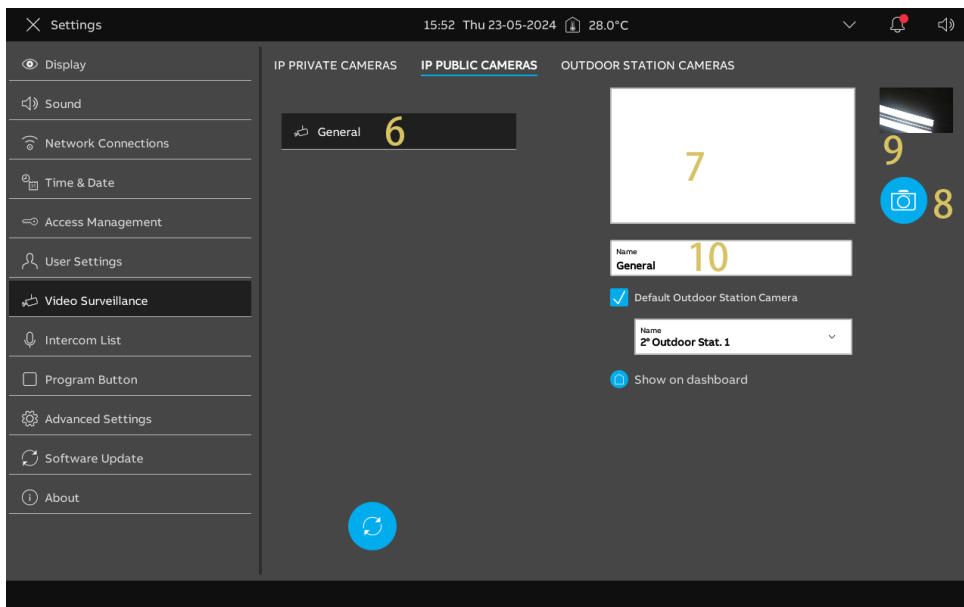 Settings
15:52 Thu 23-05-2024 28.0°C
Display
Sound
Network Connections
Time & Date
Access Management
User Settings
Video Surveillance
Intercom List
Program Button
Advanced Settings
Software Update
About
IP PRIVATE CAMERAS IP PUBLIC CAMERAS OUTDOOR STATION CAMERAS
General 6
7
9
8
Name
General 10
Default Outdoor Station Camera
Name
2° Outdoor Stat. 1
Show on dashboard